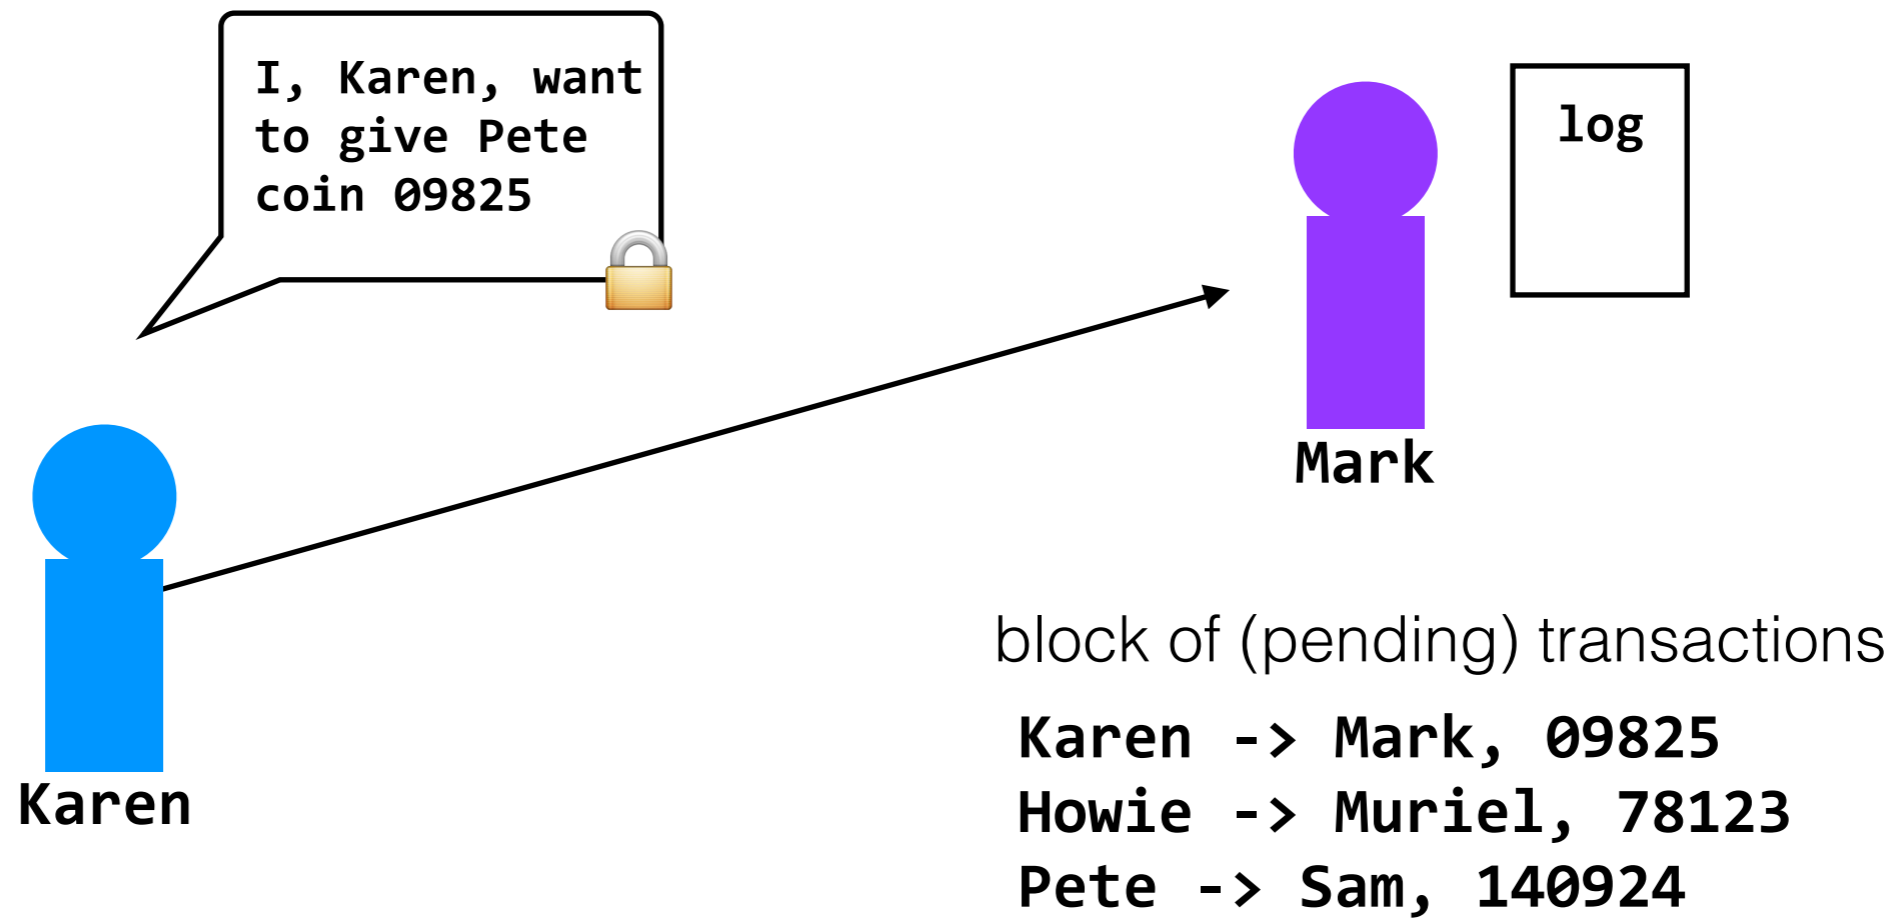 I, Karen, want
to give Pete
coin 09825
log
Mark
Karen
block of (pending) transactions
Karen -> Mark, 09825
Howie -> Muriel, 78123
Pete -> Sam, 140924